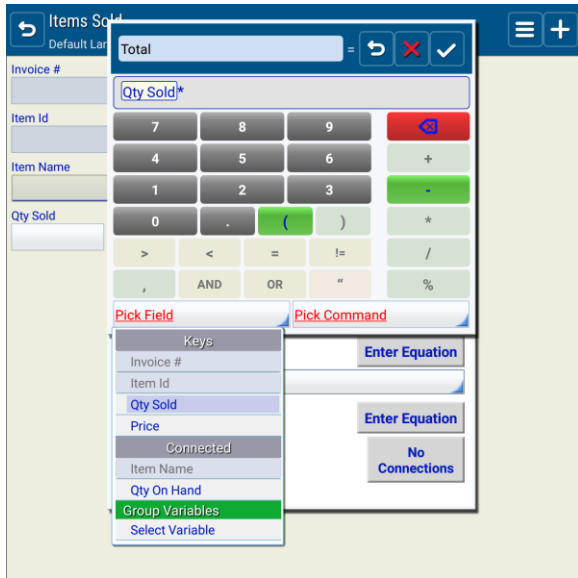 Items So
Default Lar
Total =
Invoice #
Qty Sold*
Item Id
7 8 9
4 5 6 +
Item Name
1 2 3 -
Qty Sold
0 . ( ) *
> < = != /
, AND OR “ %
Pick Field Pick Command
Keys
Invoice #
Enter Equation
Item Id
Qty Sold
Price
Enter Equation
Connected
Item Name
No
Connections
Qty On Hand
Group Variables
Select Variable